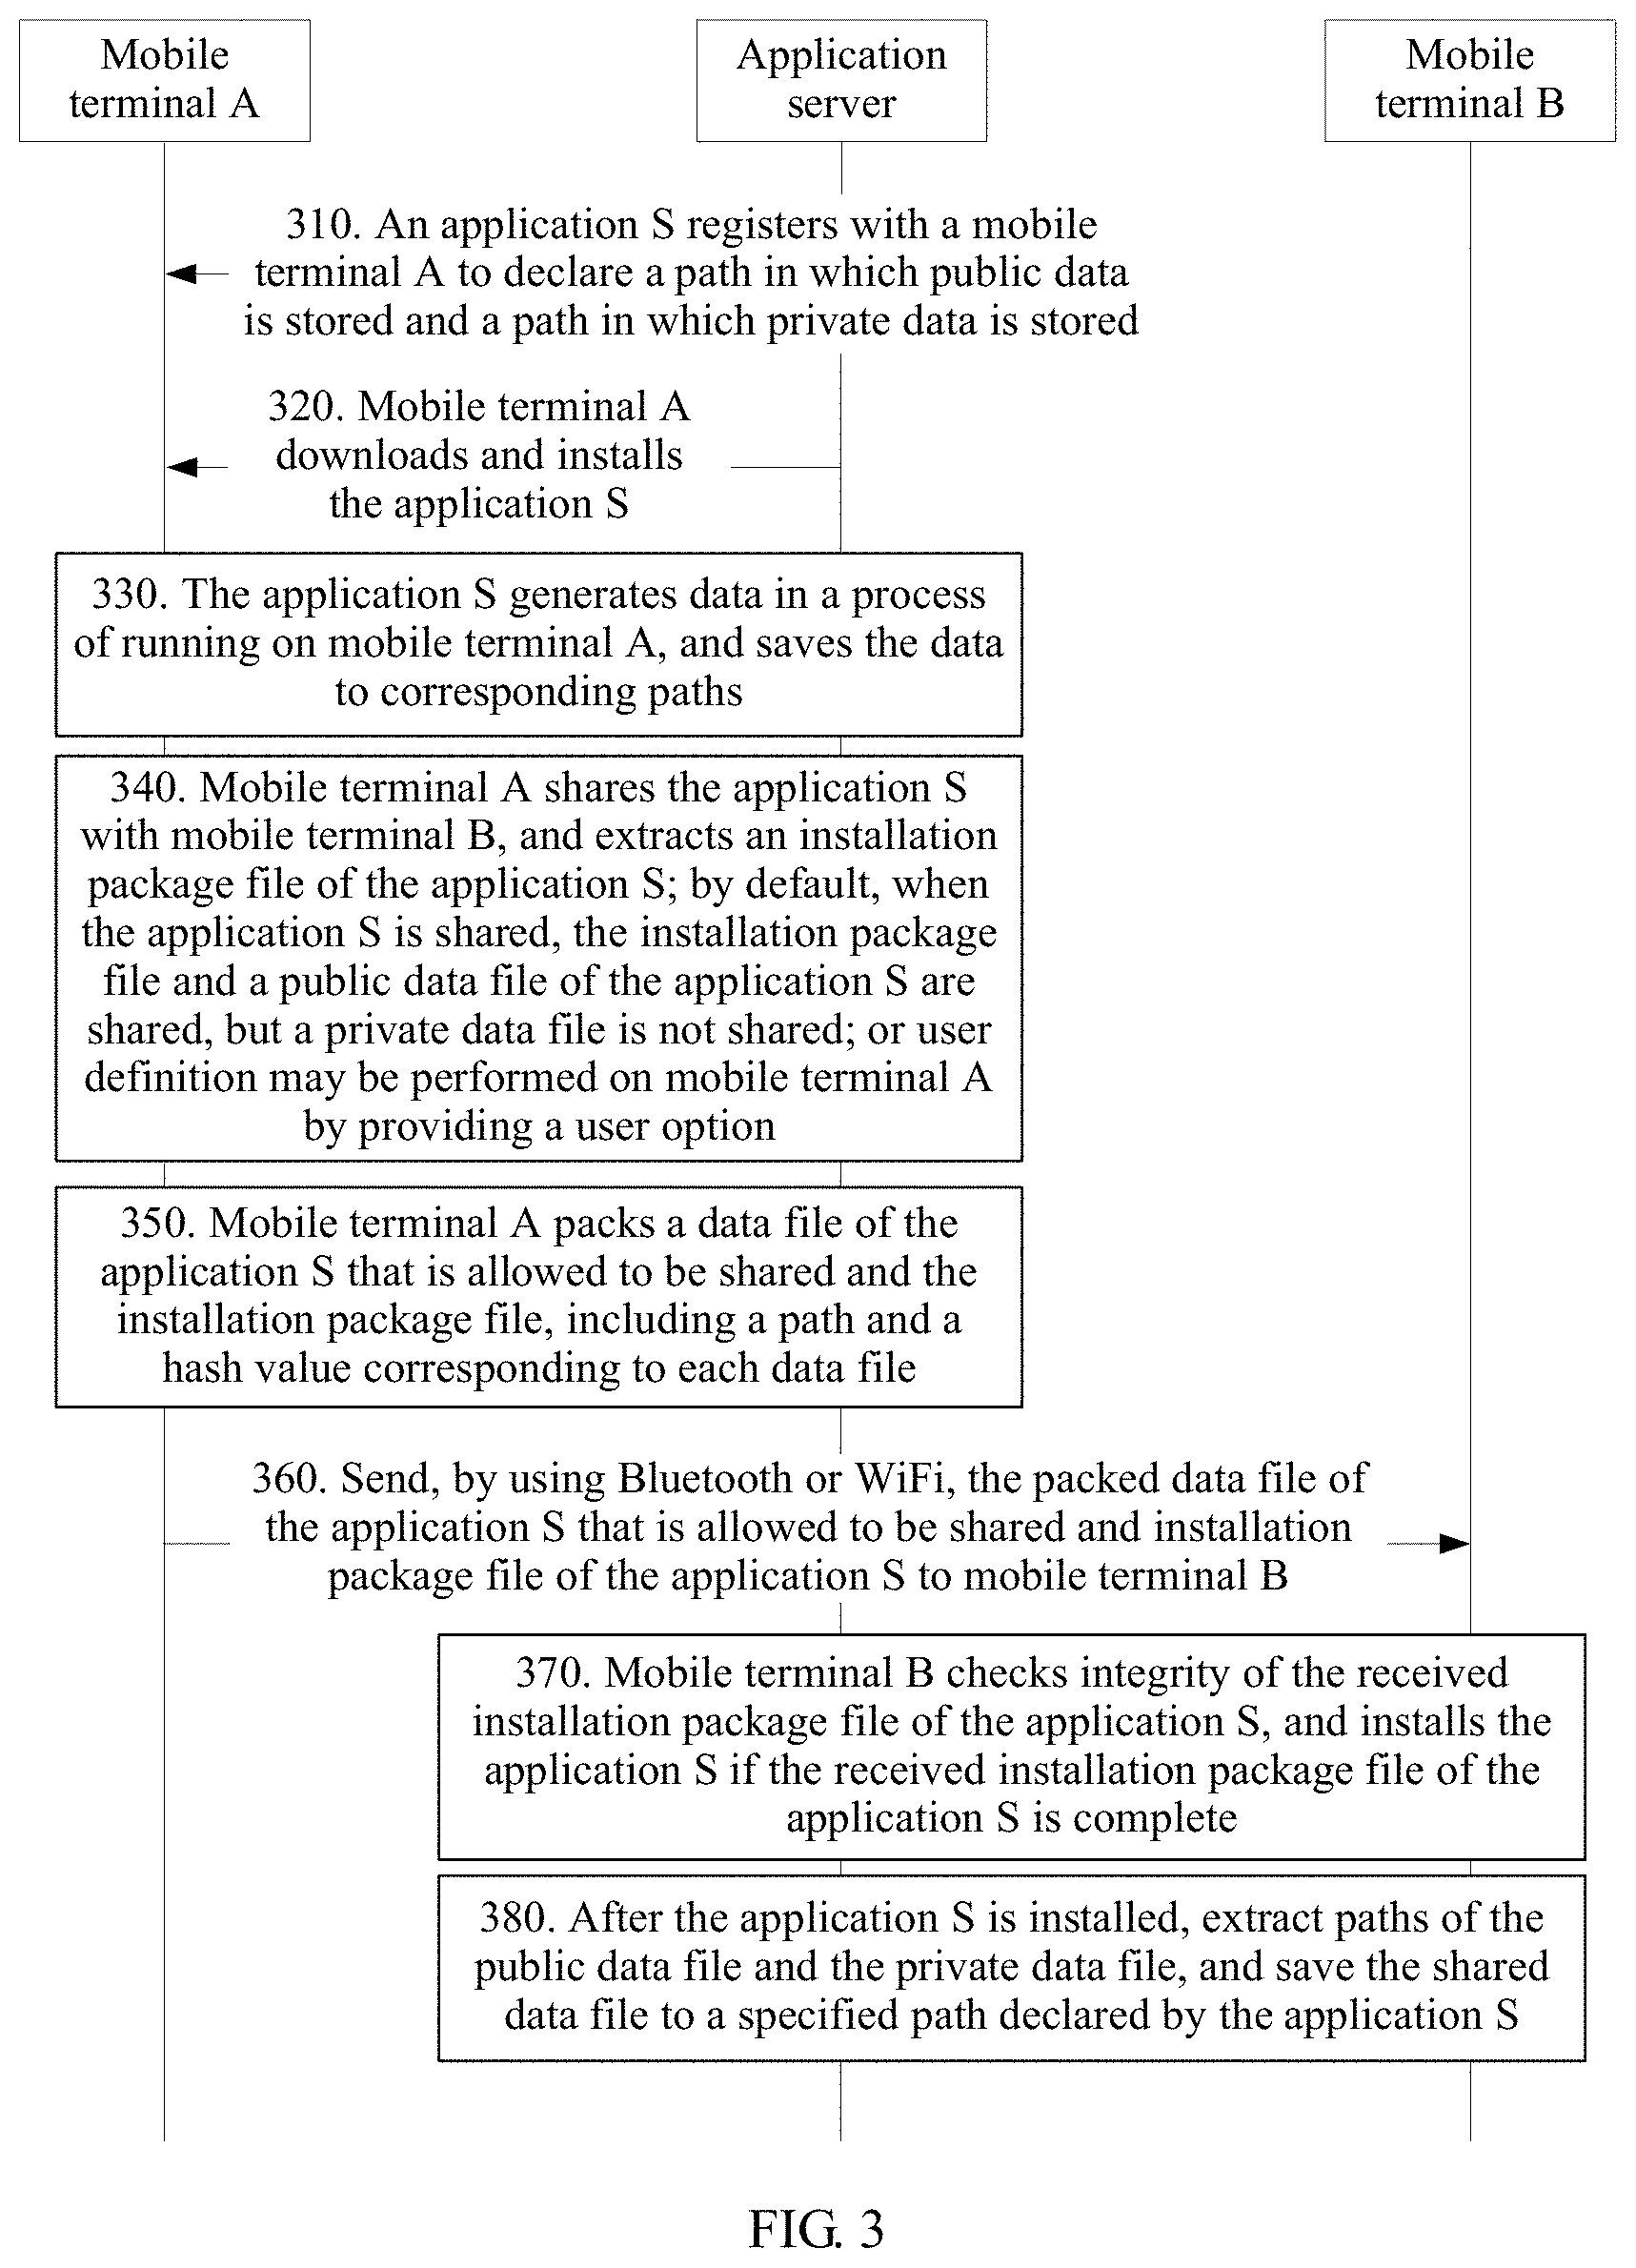 Mobile
terminal A
Application
server
Mobile
terminal B
310. An application S registers with a mobile
terminal A to declare a path in which public data
is stored and a path in which private data is stored
320. Mobile terminal A
downloads and installs
the application S
330. The application S generates data in a process
of running on mobile terminal A, and saves the data
to corresponding paths
340. Mobile terminal A shares the application S
with mobile terminal B, and extracts an installation
package file of the application S; by default, when
the application S is shared, the installation package
file and a public data file of the application S are
shared, but a private data file is not shared; or user
definition may be performed on mobile terminal A
by providing a user option
350. Mobile terminal A packs a data file of the
application S that is allowed to be shared and the
installation package file, including a path and a
hash value corresponding to each data file
360. Send, by using Bluetooth or WiFi, the packed data file of
the application S that is allowed to be shared and installation
package file of the application S to mobile terminal B
370. Mobile terminal B checks integrity of the received
installation package file of the application S, and installs the
application S if the received installation package file of the
application S is complete
380. After the application S is installed, extract paths of the
public data file and the private data file, and save the shared
data file to a specified path declared by the application S
FIG. 3